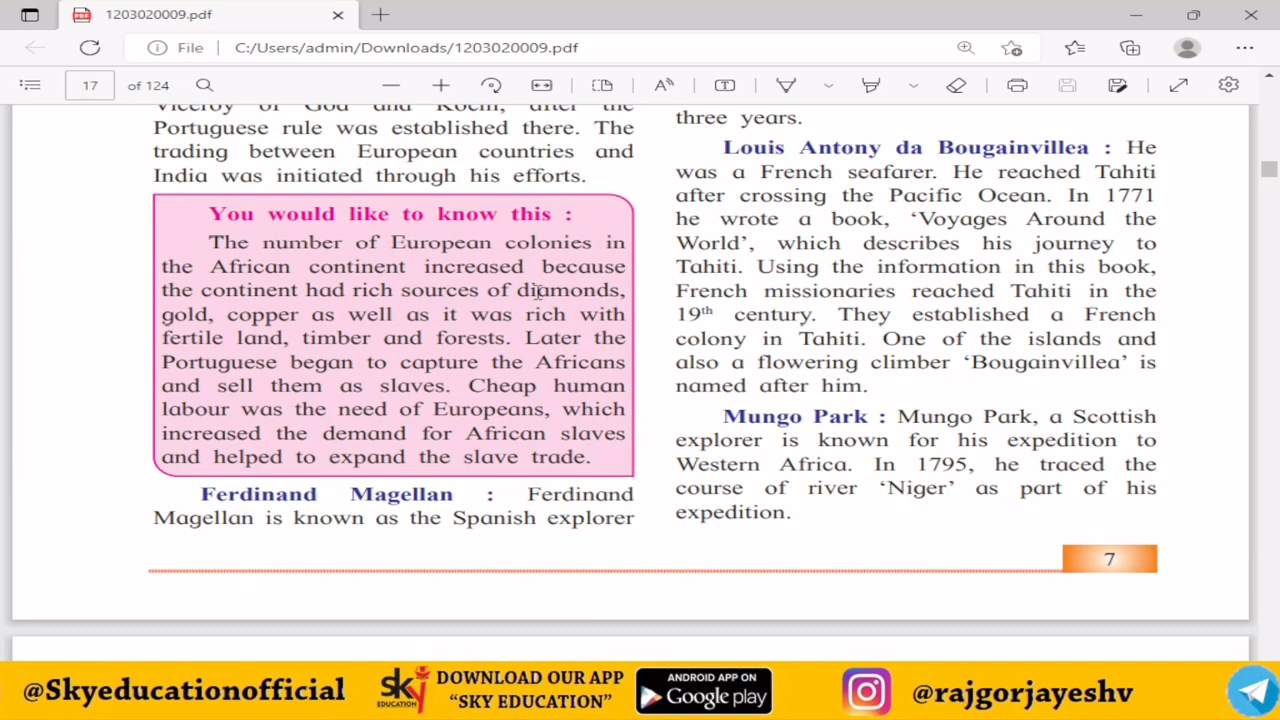 1203020009.pdf
File C:/Users/admin/Downloads/1203020009.pdf
17 of 124
Viceroy of God and Kochi, after the
Portuguese rule was established there. The
trading between European countries and
India was initiated through his efforts.
You would like to know this :
The number of European colonies in
the African continent increased because
the continent had rich sources of diamonds,
gold, copper as well as it was rich with
fertile land, timber and forests. Later the
Portuguese began to capture the Africans
and sell them as slaves. Cheap human
labour was the need of Europeans, which
increased the demand for African slaves
and helped to expand the slave trade.
Ferdinand Magellan : Ferdinand
Magellan is known as the Spanish explorer
three years.
Louis Antony da Bougainvillea : He
was a French seafarer. He reached Tahiti
after crossing the Pacific Ocean. In 1771
he wrote a book, ‘Voyages Around the
World’, which describes his journey to
Tahiti. Using the information in this book,
French missionaries reached Tahiti in the
19th century. They established a French
colony in Tahiti. One of the islands and
also a flowering climber ‘Bougainvillea’ is
named after him.
Mungo Park : Mungo Park, a Scottish
explorer is known for his expedition to
Western Africa. In 1795, he traced the
course of river ‘Niger’ as part of his
expedition.
7
@Skyeducationofficial
sky
EDUCATION
DOWNLOAD OUR APP
“SKY EDUCATION”
ANDROID APP ON
Google play
@rajgorjayeshv